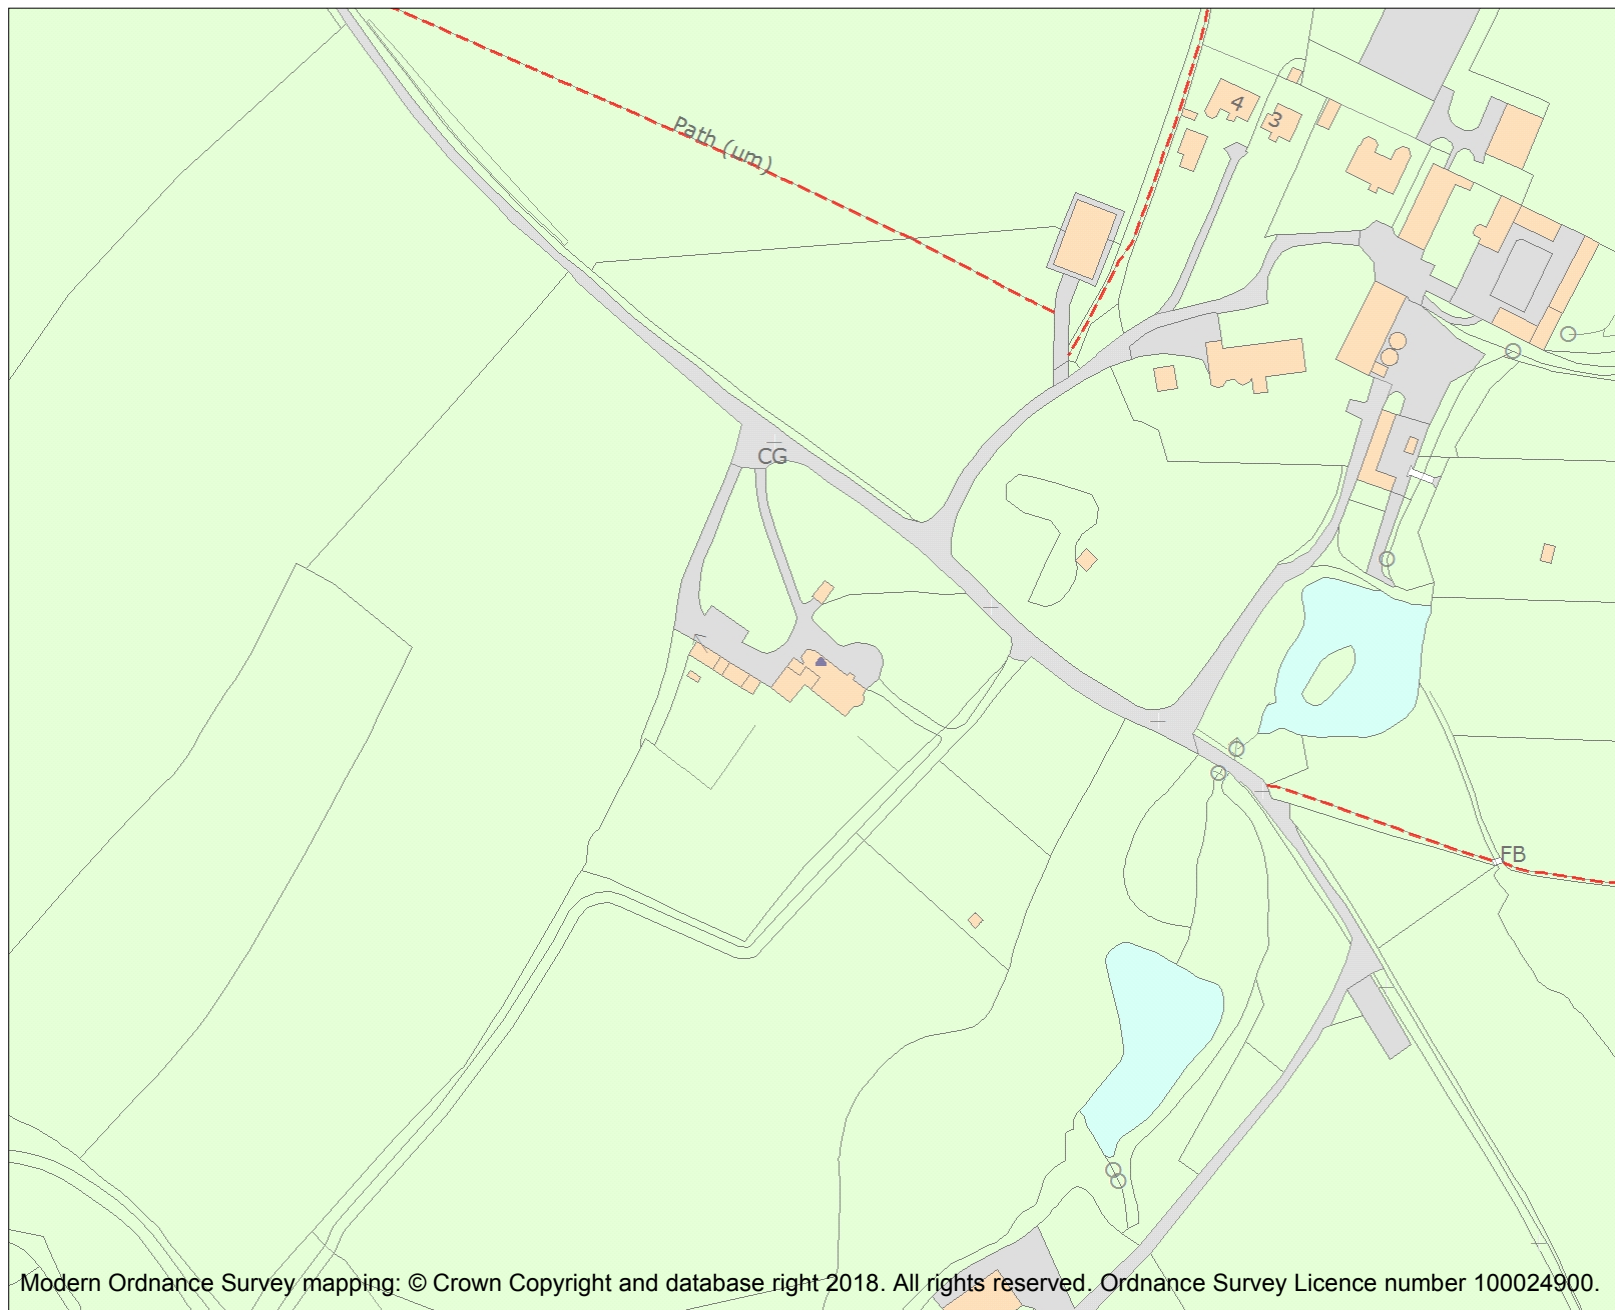 4
3
Path (um)
CG
FB
Modern Ordnance Survey mapping: © Crown Copyright and database right 2018. All rights reserved. Ordnance Survey Licence number 100024900.